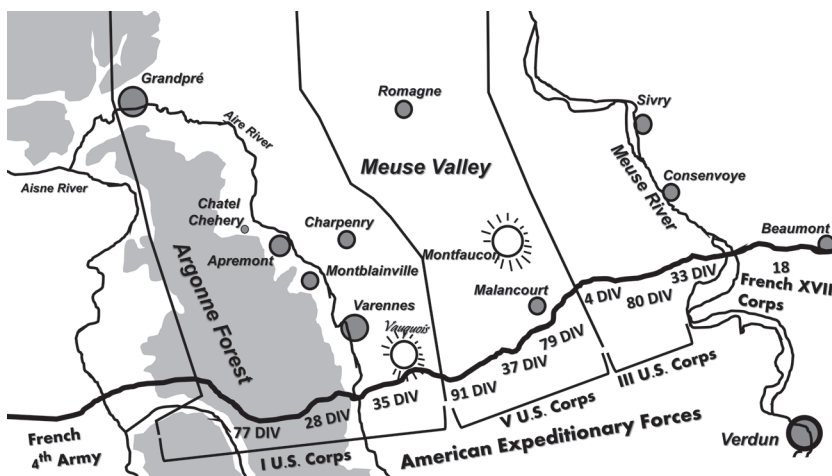 Grandpré
Aire River
Aisne River
Romagne
Sivry
Meuse Valley
Meuse River
Consenvoye
Chatel
Chehery
Charpenry
Montfaucon
Beaumont
Apremont
Montblainville
Argonne Forest
Malancourt
Varennes
Vauquois
4 DIV
80 DIV
33 DIV
18
French XVII
Corps
79 DIV
37 DIV
91 DIV
35 DIV
28 DIV
77 DIV
III U.S. Corps
V U.S. Corps
I U.S. Corps
French
4th Army
American Expeditionary Forces
Verdun